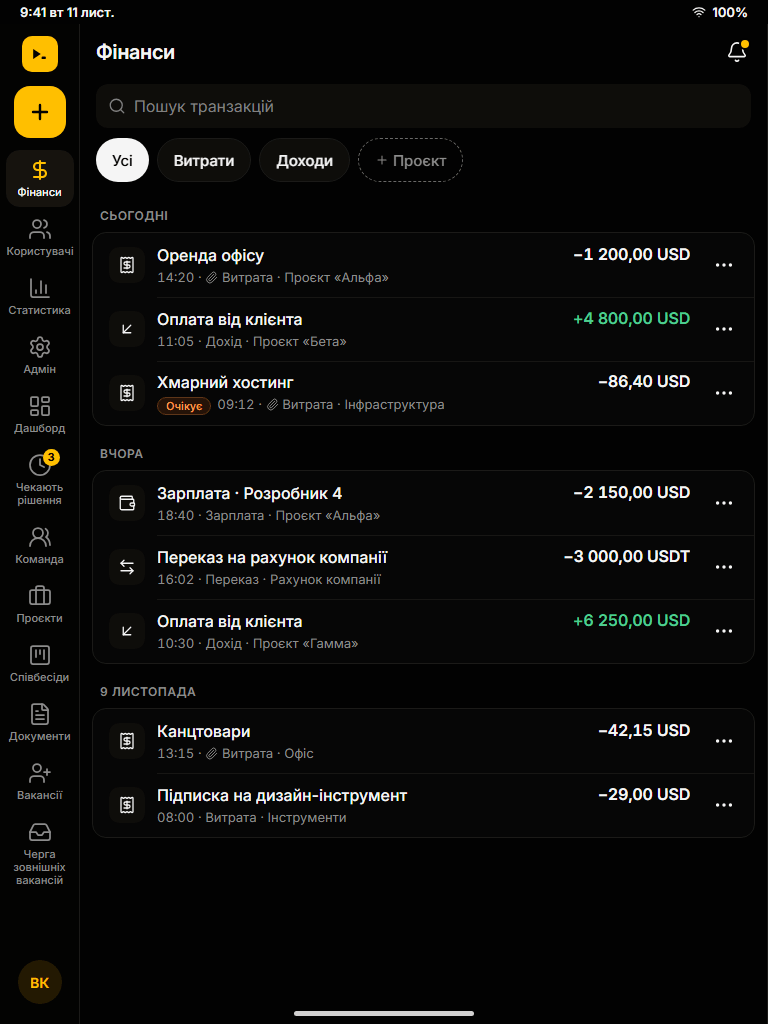 9:41 вт 11 лист.
100%
Фінанси
Пошук транзакцій
Усі
Витрати
Доходи
+ Проєкт
Фінанси
Користувачі
Статистика
Адмін
Дашборд
3
Чекають
рішення
Команда
Проєкти
Співбесіди
Документи
Вакансії
Черга
зовнішніх
вакансій
ВК
СЬОГОДНІ
Оренда офісу
−1 200,00 USD
14:20 · Витрата · Проєкт «Альфа»
Оплата від клієнта
+4 800,00 USD
11:05 · Дохід · Проєкт «Бета»
Хмарний хостинг
−86,40 USD
Очікує 09:12 · Витрата · Інфраструктура
ВЧОРА
Зарплата · Розробник 4
−2 150,00 USD
18:40 · Зарплата · Проєкт «Альфа»
Переказ на рахунок компанії
−3 000,00 USDT
16:02 · Переказ · Рахунок компанії
Оплата від клієнта
+6 250,00 USD
10:30 · Дохід · Проєкт «Гамма»
9 ЛИСТОПАДА
Канцтовари
−42,15 USD
13:15 · Витрата · Офіс
Підписка на дизайн-інструмент
−29,00 USD
08:00 · Витрата · Інструменти